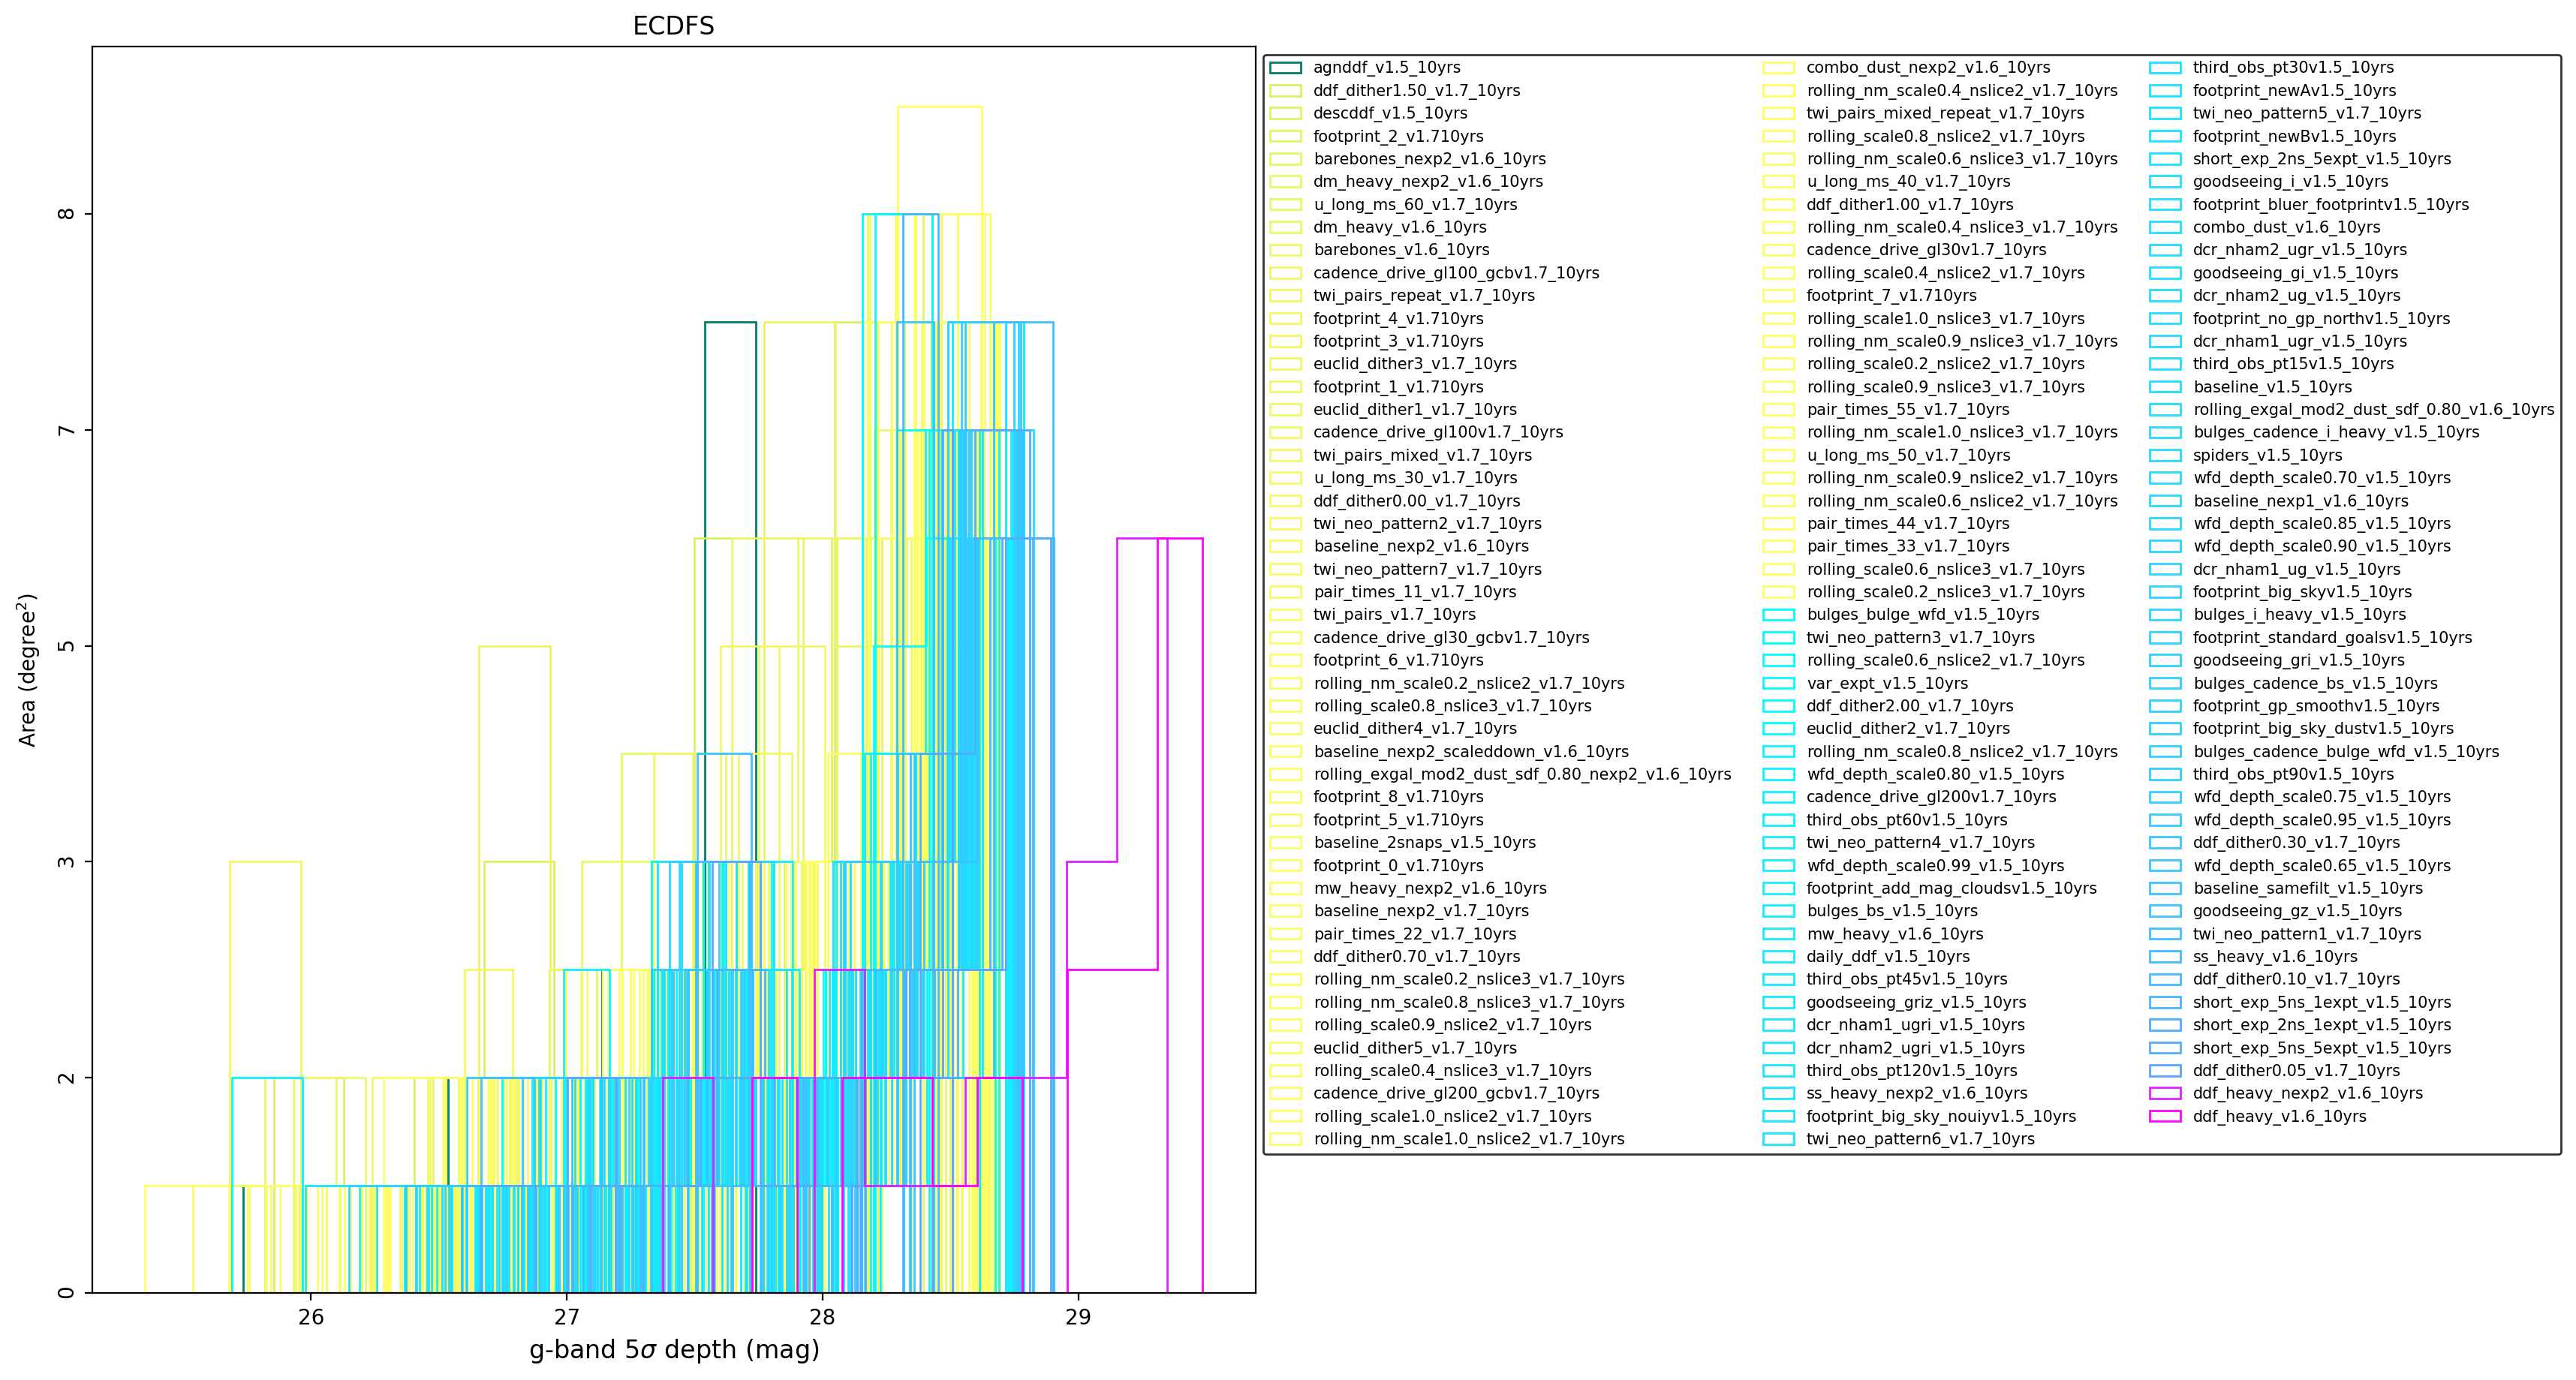 ECDFS
Area (degree²)
8
7
6
5
3
2
0
26
27
28
29
g-band 5σ depth (mag)
agnddf_v1.5_10yrs
ddf_dither1.50_v1.7_10yrs
descddf_v1.5_10yrs
footprint_2_v1.710yrs
barebones_nexp2_v1.6_10yrs
dm_heavy_nexp2_v1.6_10yrs
u_long_ms_60_v1.7_10yrs
dm_heavy_v1.6_10yrs
barebones_v1.6_10yrs
cadence_drive_gl100_gcbv1.7_10yrs
twi_pairs_repeat_v1.7_10yrs
footprint_4_v1.710yrs
footprint_3_v1.710yrs
euclid_dither3_v1.7_10yrs
footprint_1_v1.710yrs
euclid_dither1_v1.7_10yrs
cadence_drive_gl100v1.7_10yrs
twi_pairs_mixed_v1.7_10yrs
u_long_ms_30_v1.7_10yrs
ddf_dither0.00_v1.7_10yrs
twi_neo_pattern2_v1.7_10yrs
baseline_nexp2_v1.6_10yrs
twi_neo_pattern7_v1.7_10yrs
pair_times_11_v1.7_10yrs
twi_pairs_v1.7_10yrs
cadence_drive_gl30_gcbv1.7_10yrs
footprint_6_v1.710yrs
rolling_nm_scale0.2_nslice2_v1.7_10yrs
rolling_scale0.8_nslice3_v1.7_10yrs
euclid_dither4_v1.7_10yrs
baseline_nexp2_scaleddown_v1.6_10yrs
rolling_exgal_mod2_dust_sdf_0.80_nexp2_v1.6_10yrs
footprint_8_v1.710yrs
footprint_5_v1.710yrs
baseline_2snaps_v1.5_10yrs
footprint_0_v1.710yrs
mw_heavy_nexp2_v1.6_10yrs
baseline_nexp2_v1.7_10yrs
pair_times_22_v1.7_10yrs
ddf_dither0.70_v1.7_10yrs
rolling_nm_scale0.2_nslice3_v1.7_10yrs
rolling_nm_scale0.8_nslice3_v1.7_10yrs
rolling_scale0.9_nslice2_v1.7_10yrs
euclid_dither5_v1.7_10yrs
rolling_scale0.4_nslice3_v1.7_10yrs
cadence_drive_gl200_gcbv1.7_10yrs
rolling_scale1.0_nslice2_v1.7_10yrs
rolling_nm_scale1.0_nslice2_v1.7_10yrs
combo_dust_nexp2_v1.6_10yrs
rolling_nm_scale0.4_nslice2_v1.7_10yrs
twi_pairs_mixed_repeat_v1.7_10yrs
rolling_scale0.8_nslice2_v1.7_10yrs
rolling_nm_scale0.6_nslice3_v1.7_10yrs
u_long_ms_40_v1.7_10yrs
ddf_dither1.00_v1.7_10yrs
rolling_nm_scale0.4_nslice3_v1.7_10yrs
cadence_drive_gl30v1.7_10yrs
rolling_scale0.4_nslice2_v1.7_10yrs
footprint_7_v1.710yrs
rolling_scale1.0_nslice3_v1.7_10yrs
rolling_nm_scale0.9_nslice3_v1.7_10yrs
rolling_scale0.2_nslice2_v1.7_10yrs
rolling_scale0.9_nslice3_v1.7_10yrs
pair_times_55_v1.7_10yrs
rolling_nm_scale1.0_nslice3_v1.7_10yrs
u_long_ms_50_v1.7_10yrs
rolling_nm_scale0.9_nslice2_v1.7_10yrs
rolling_nm_scale0.6_nslice2_v1.7_10yrs
pair_times_44_v1.7_10yrs
pair_times_33_v1.7_10yrs
rolling_scale0.6_nslice3_v1.7_10yrs
rolling_scale0.2_nslice3_v1.7_10yrs
bulges_bulge_wfd_v1.5_10yrs
twi_neo_pattern3_v1.7_10yrs
rolling_scale0.6_nslice2_v1.7_10yrs
var_expt_v1.5_10yrs
ddf_dither2.00_v1.7_10yrs
euclid_dither2_v1.7_10yrs
rolling_nm_scale0.8_nslice2_v1.7_10yrs
wfd_depth_scale0.80_v1.5_10yrs
cadence_drive_gl200v1.7_10yrs
third_obs_pt60v1.5_10yrs
twi_neo_pattern4_v1.7_10yrs
wfd_depth_scale0.99_v1.5_10yrs
footprint_add_mag_cloudsv1.5_10yrs
bulges_bs_v1.5_10yrs
mw_heavy_v1.6_10yrs
daily_ddf_v1.5_10yrs
third_obs_pt45v1.5_10yrs
goodseeing_griz_v1.5_10yrs
dcr_nham1_ugri_v1.5_10yrs
dcr_nham2_ugri_v1.5_10yrs
third_obs_pt120v1.5_10yrs
ss_heavy_nexp2_v1.6_10yrs
footprint_big_sky_nouiyv1.5_10yrs
twi_neo_pattern6_v1.7_10yrs
third_obs_pt30v1.5_10yrs
footprint_newAv1.5_10yrs
twi_neo_pattern5_v1.7_10yrs
footprint_newBv1.5_10yrs
short_exp_2ns_5expt_v1.5_10yrs
goodseeing_i_v1.5_10yrs
footprint_bluer_footprintv1.5_10yrs
combo_dust_v1.6_10yrs
dcr_nham2_ugr_v1.5_10yrs
goodseeing_gi_v1.5_10yrs
dcr_nham2_ug_v1.5_10yrs
footprint_no_gp_northv1.5_10yrs
dcr_nham1_ugr_v1.5_10yrs
third_obs_pt15v1.5_10yrs
baseline_v1.5_10yrs
rolling_exgal_mod2_dust_sdf_0.80_v1.6_10yrs
bulges_cadence_i_heavy_v1.5_10yrs
spiders_v1.5_10yrs
wfd_depth_scale0.70_v1.5_10yrs
baseline_nexp1_v1.6_10yrs
wfd_depth_scale0.85_v1.5_10yrs
wfd_depth_scale0.90_v1.5_10yrs
dcr_nham1_ug_v1.5_10yrs
footprint_big_skyv1.5_10yrs
bulges_i_heavy_v1.5_10yrs
footprint_standard_goalsv1.5_10yrs
goodseeing_gri_v1.5_10yrs
bulges_cadence_bs_v1.5_10yrs
footprint_gp_smoothv1.5_10yrs
footprint_big_sky_dustv1.5_10yrs
bulges_cadence_bulge_wfd_v1.5_10yrs
third_obs_pt90v1.5_10yrs
wfd_depth_scale0.75_v1.5_10yrs
wfd_depth_scale0.95_v1.5_10yrs
ddf_dither0.30_v1.7_10yrs
wfd_depth_scale0.65_v1.5_10yrs
baseline_samefilt_v1.5_10yrs
goodseeing_gz_v1.5_10yrs
twi_neo_pattern1_v1.7_10yrs
ss_heavy_v1.6_10yrs
ddf_dither0.10_v1.7_10yrs
short_exp_5ns_1expt_v1.5_10yrs
short_exp_2ns_1expt_v1.5_10yrs
short_exp_5ns_5expt_v1.5_10yrs
ddf_dither0.05_v1.7_10yrs
ddf_heavy_nexp2_v1.6_10yrs
ddf_heavy_v1.6_10yrs